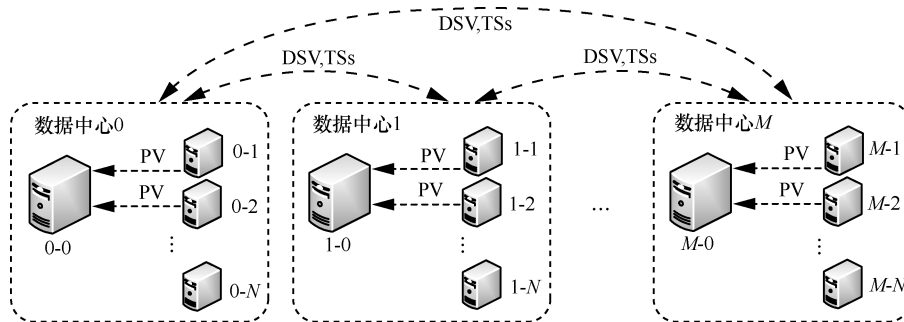 DSV,TSs
DSV,TSs
DSV,TSs
数据中心0
数据中心1
数据中心M
PV
0-1
PV
0-2
0-0
⋮
0-N
PV
1-1
PV
1-2
1-0
⋮
1-N
...
PV
M-1
PV
M-2
M-0
⋮
M-N